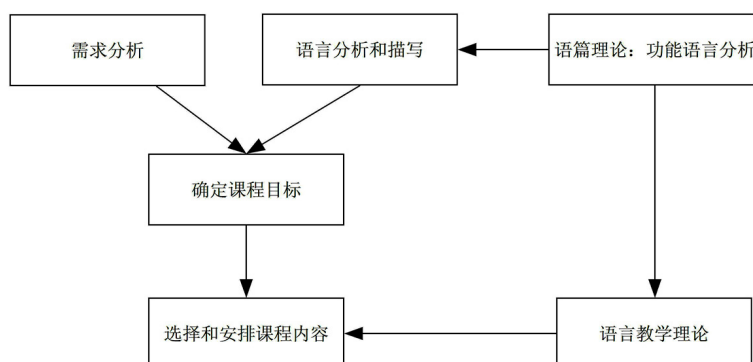 需求分析
语言分析和描写
语篇理论：功能语言分析
确定课程目标
选择和安排课程内容
语言教学理论